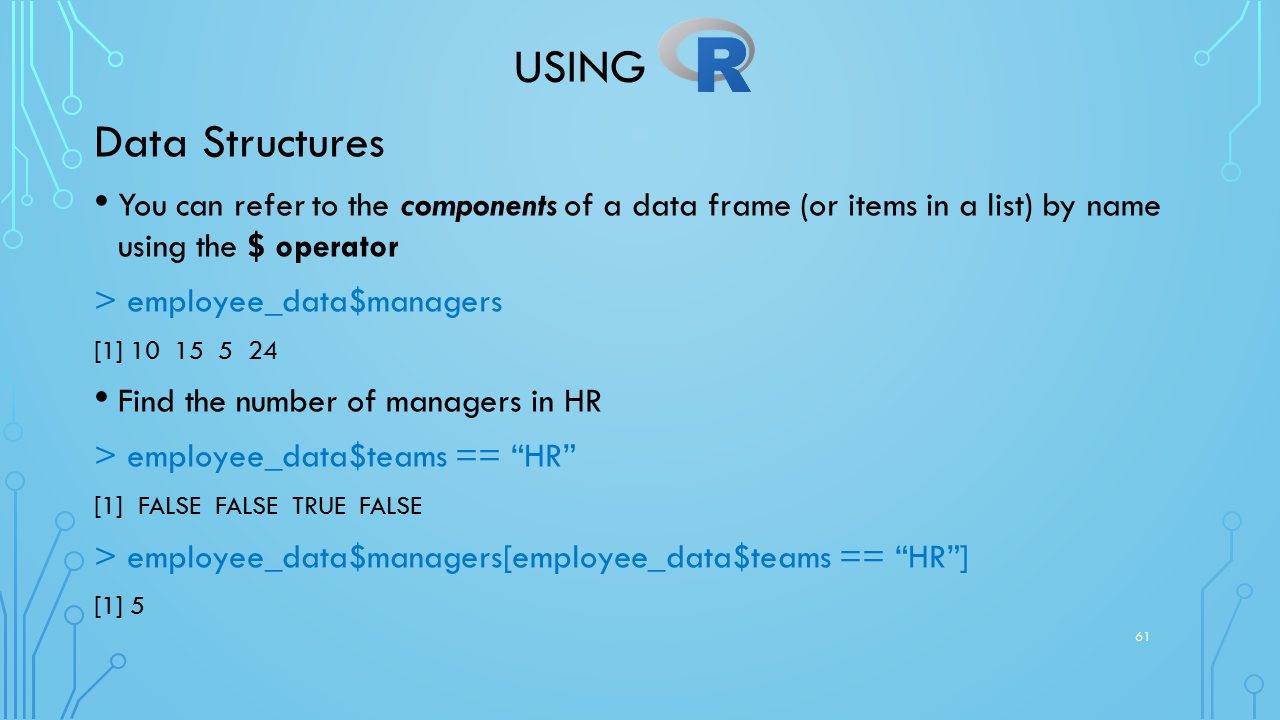 USING R
Data Structures
• You can refer to the components of a data frame (or items in a list) by name
using the $ operator
> employee_data$managers
[1] 10 15 5 24
• Find the number of managers in HR
> employee_data$teams == “HR”
[1] FALSE FALSE TRUE FALSE
> employee_data$managers[employee_data$teams == “HR”]
[1] 5
61